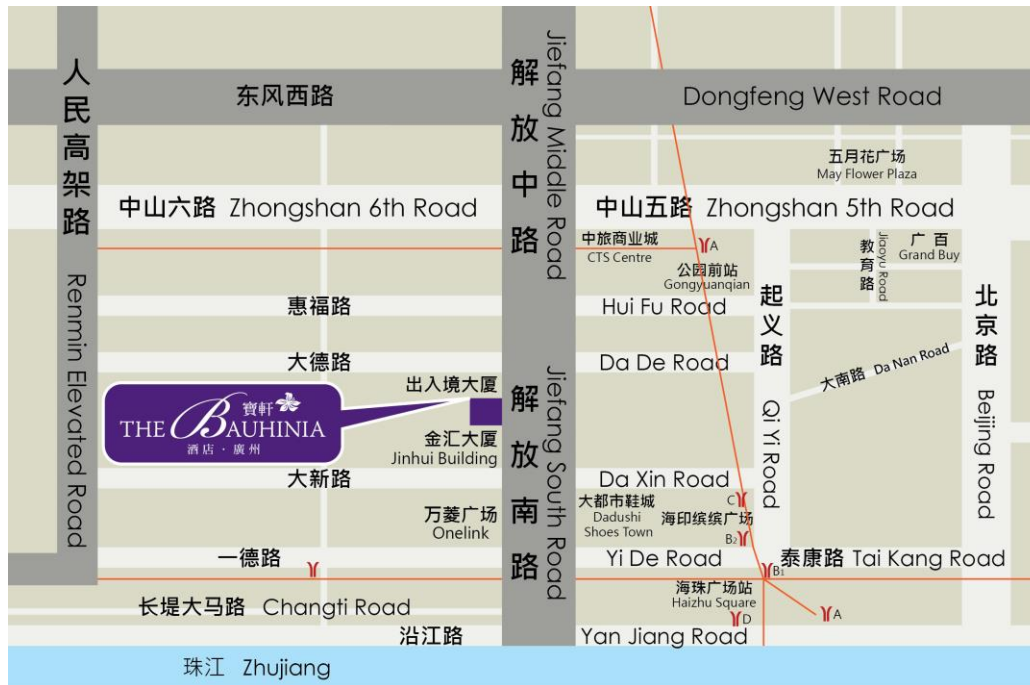 人民高架路 Renmin Elevated Road
东风西路
解放中路 Jiefang Middle Road
Dongfeng West Road
五月花广场
May Flower Plaza
中山六路 Zhongshan 6th Road
中山五路 Zhongshan 5th Road
中旅商业城
CTS Centre
A
公园前站
Gongyuanqian
教育路 Jiaoyu Road
广百
Grand Buy
惠福路
Hui Fu Road
起义路 Qi Yi Road
北京路 Beijing Road
大德路
Da De Road
大南路 Da Nan Road
出入境大厦
寶軒
THE BAUHINIA
酒店·廣州
解放南路 Jiefang South Road
金汇大厦
Jinhui Building
大新路
Da Xin Road
C
万菱广场
Onelink
大都市鞋城
Dadushi
Shoes Town
海印缤缤广场
B2
一德路
Yi De Road
泰康路 Tai Kang Road
B1
海珠广场站
Haizhu Square
D
A
长堤大马路 Changti Road
沿江路
Yan Jiang Road
珠江 Zhujiang